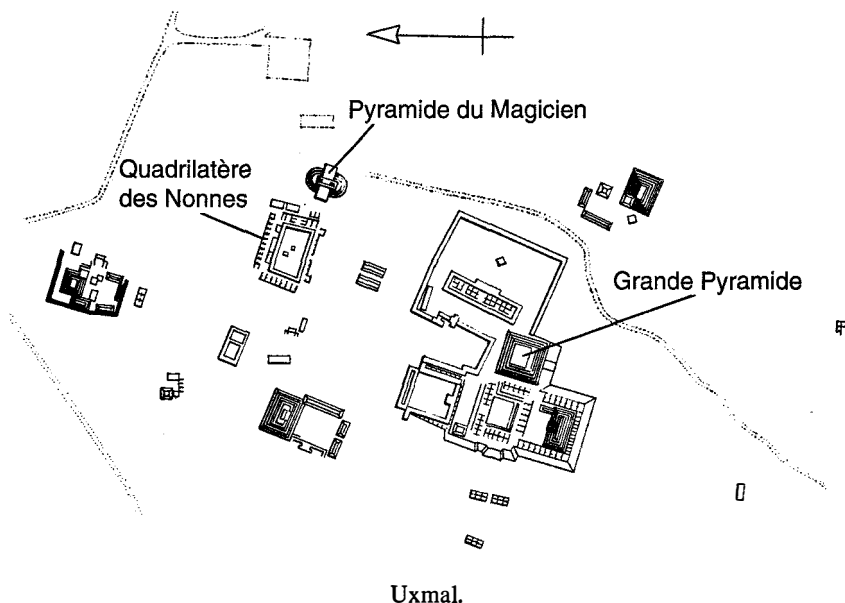 Pyramide du Magicien
Quadrilatère
des Nonnes
Grande Pyramide
Uxmal.